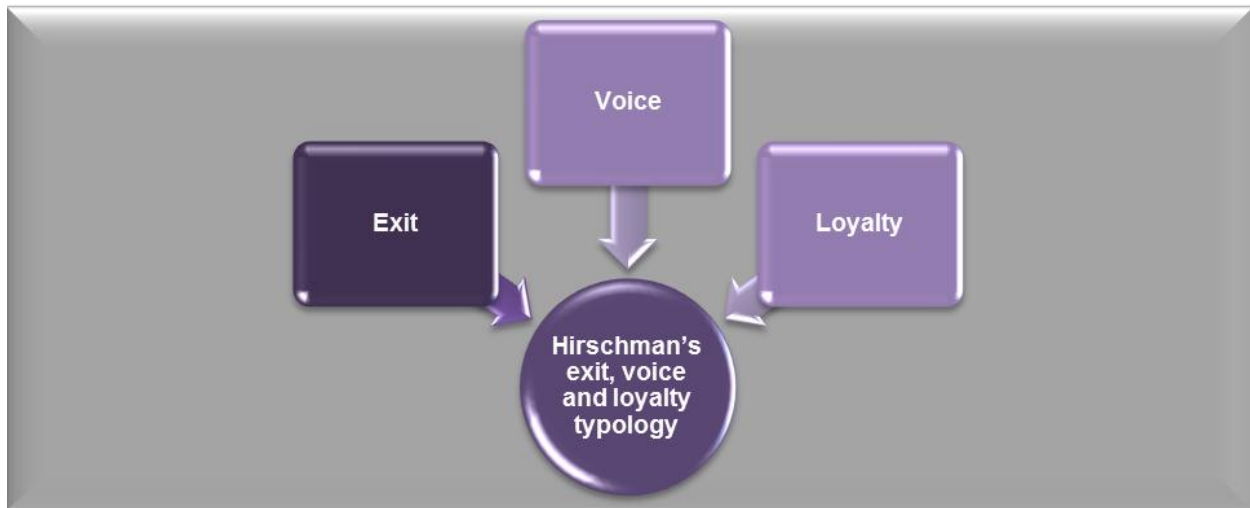 Voice
Exit
Loyalty
Hirschman’s
exit, voice
and loyalty
typology